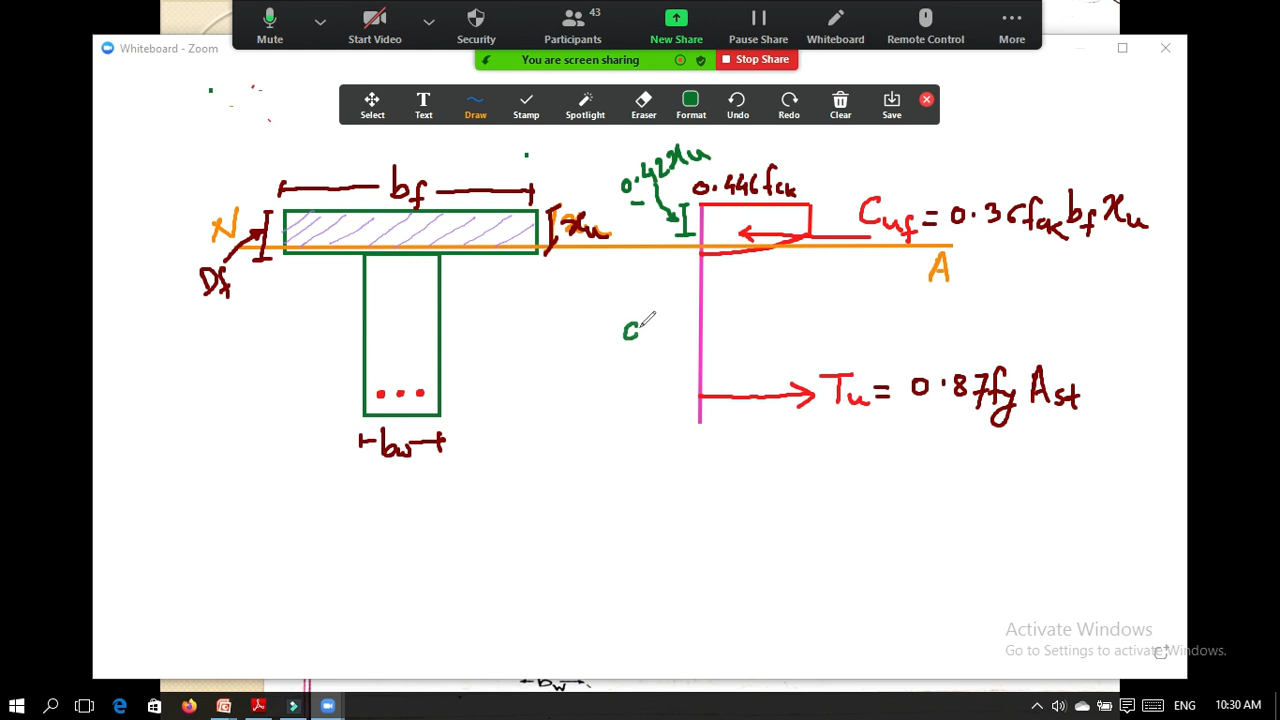 43
Mute
Start Video
Security
Participants
New Share
Pause Share
Whiteboard
Remote Control
More
Whiteboard - Zoom
You are screen sharing
Stop Share
Select
Text
Draw
Stamp
Spotlight
Eraser
Format
Undo
Redo
Clear
Save
0.42xu
bf
0.446fck
N
xu
Cuf = 0.36fck bf xu
Df
A
Tu = 0.87fy Ast
bw
Activate Windows
Go to Settings to activate Windows.
bw
ENG
10:30 AM